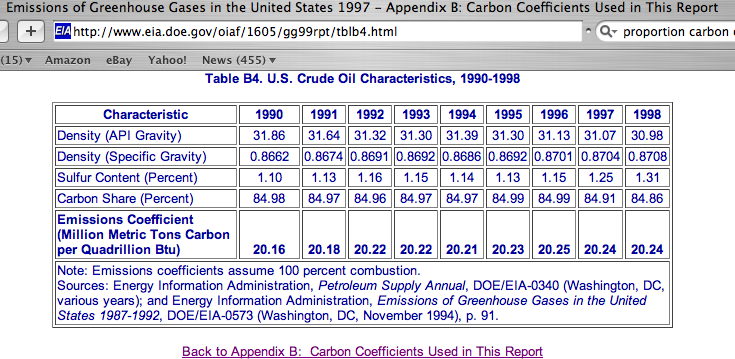 Emissions of Greenhouse Gases in the United States 1997 – Appendix B: Carbon Coefficients Used in This Report
+ EIA http://www.eia.doe.gov/oiaf/1605/gg99rpt/tblb4.html proportion carbon
(15)▼ Amazon eBay Yahoo! News (455)▼
Table B4. U.S. Crude Oil Characteristics, 1990-1998
Characteristic 1990 1991 1992 1993 1994 1995 1996 1997 1998
Density (API Gravity) 31.86 31.64 31.32 31.30 31.39 31.30 31.13 31.07 30.98
Density (Specific Gravity) 0.8662 0.8674 0.8691 0.8692 0.8686 0.8692 0.8701 0.8704 0.8708
Sulfur Content (Percent) 1.10 1.13 1.16 1.15 1.14 1.13 1.15 1.25 1.31
Carbon Share (Percent) 84.98 84.97 84.96 84.97 84.97 84.99 84.99 84.91 84.86
Emissions Coefficient
(Million Metric Tons Carbon
per Quadrillion Btu) 20.16 20.18 20.22 20.22 20.21 20.23 20.25 20.24 20.24
Note: Emissions coefficients assume 100 percent combustion.
Sources: Energy Information Administration, Petroleum Supply Annual, DOE/EIA-0340 (Washington, DC,
various years); and Energy Information Administration, Emissions of Greenhouse Gases in the United
States 1987-1992, DOE/EIA-0573 (Washington, DC, November 1994), p. 91.
Back to Appendix B: Carbon Coefficients Used in This Report